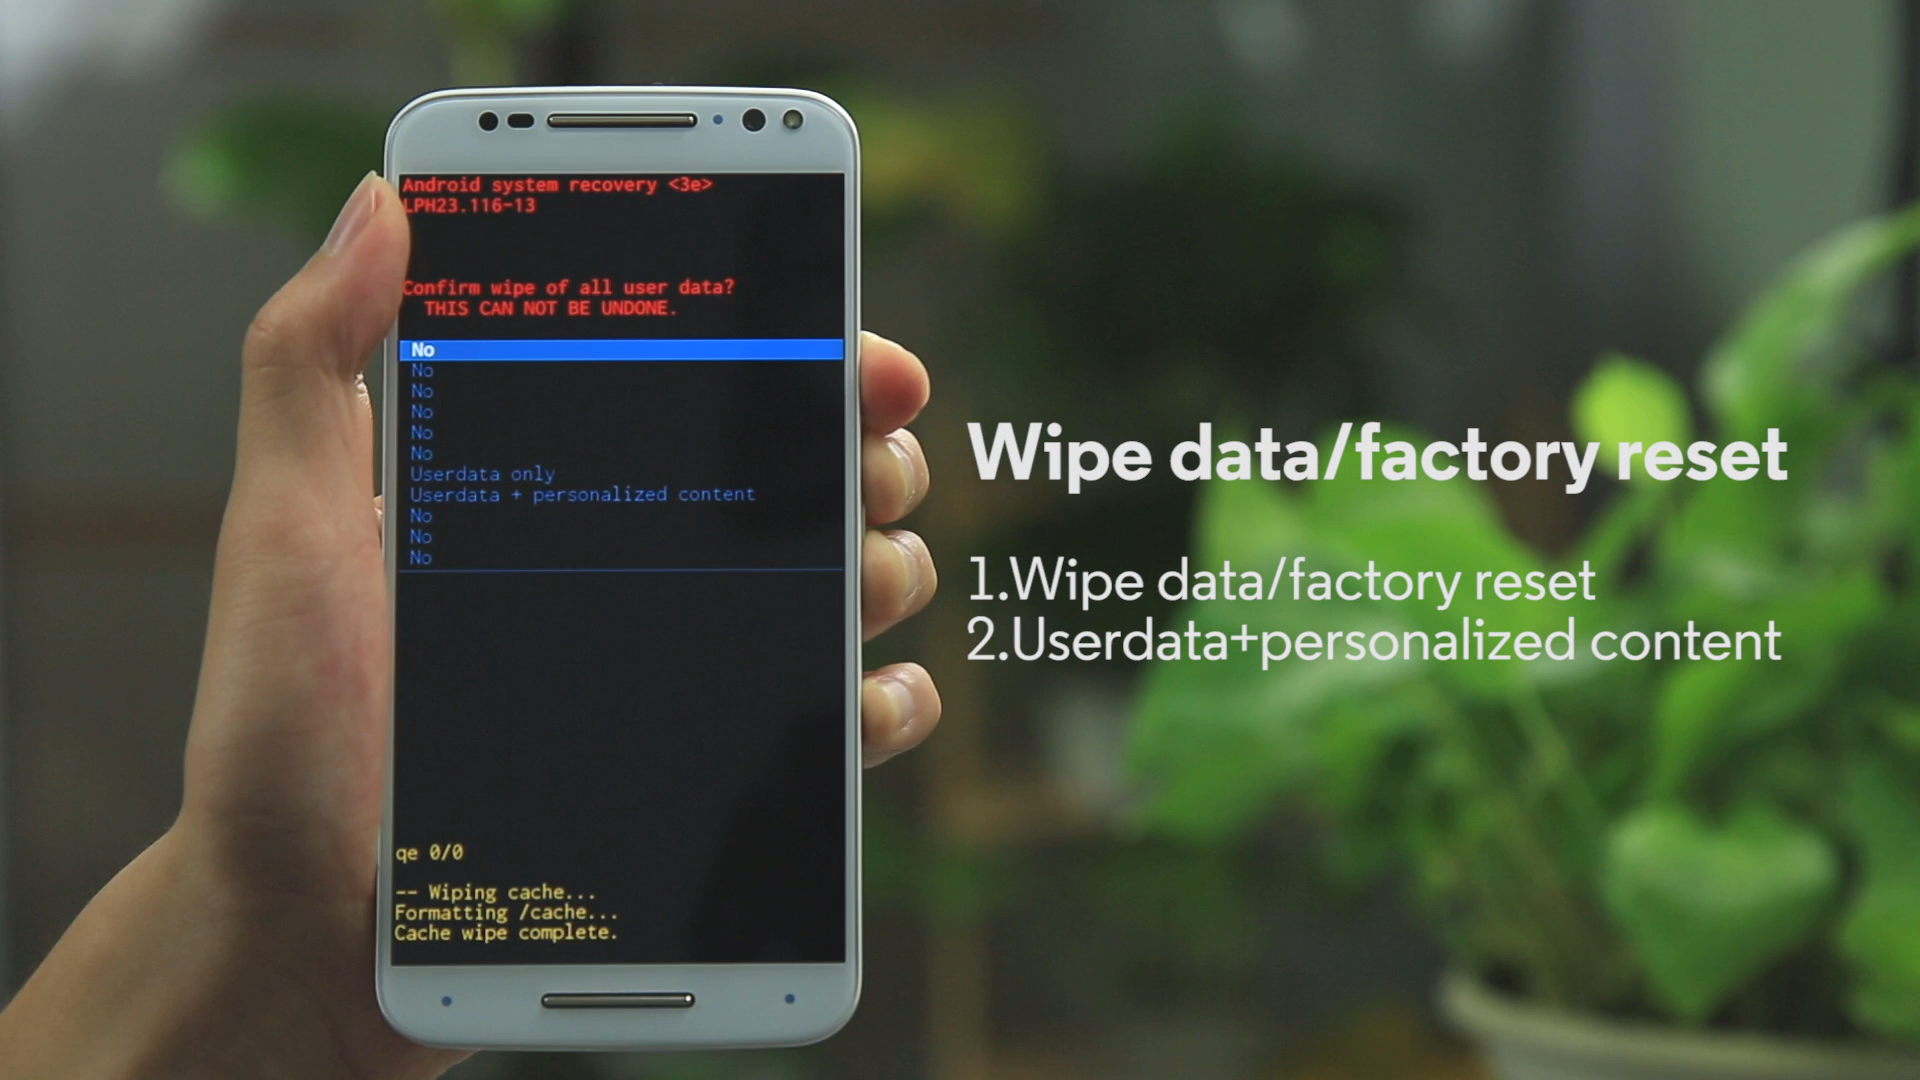 Android system recovery <3e>
LPH23.116-13
Confirm wipe of all user data?
THIS CAN NOT BE UNDONE.
No
No
No
No
No
No
Userdata only
Userdata + personalized content
No
No
No
qe 0/0
-- Wiping cache...
Formatting /cache...
Cache wipe complete.
Wipe data/factory reset
1.Wipe data/factory reset
2.Userdata+personalized content